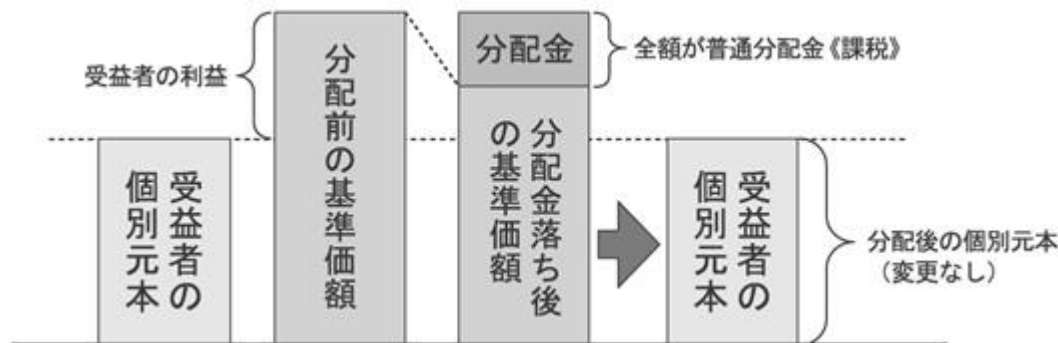 受益者の利益
受益者の
個別元本
分配前の基準価額
分配金
全額が普通分配金《課税》
分配金落ち後
の基準価額
受益者の
個別元本
分配後の個別元本
（変更なし）